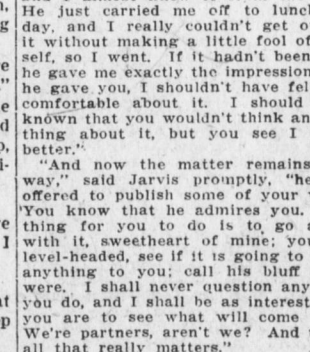 He just carried me off to lunch
day, and I really couldn't get o
it without making a little fool of
self, so I went. If it hadn't been
he gave me exactly the impression
he gave you, I shouldn't have fel
comfortable about it. I should
known that you wouldn't think an
thing about it, but you see I
better."
"And now the matter remains
way," said Jarvis promptly, "he
offered to publish some of your
'You know that he admires you.
thing for you to do is to go a
with it, sweetheart of mine; you
level-headed, see if it is going to
anything to you; call his bluff
were. I shall never question any
you do, and I shall be as interest
you are to see what will come
We're partners, aren't we? And
all that really matters."